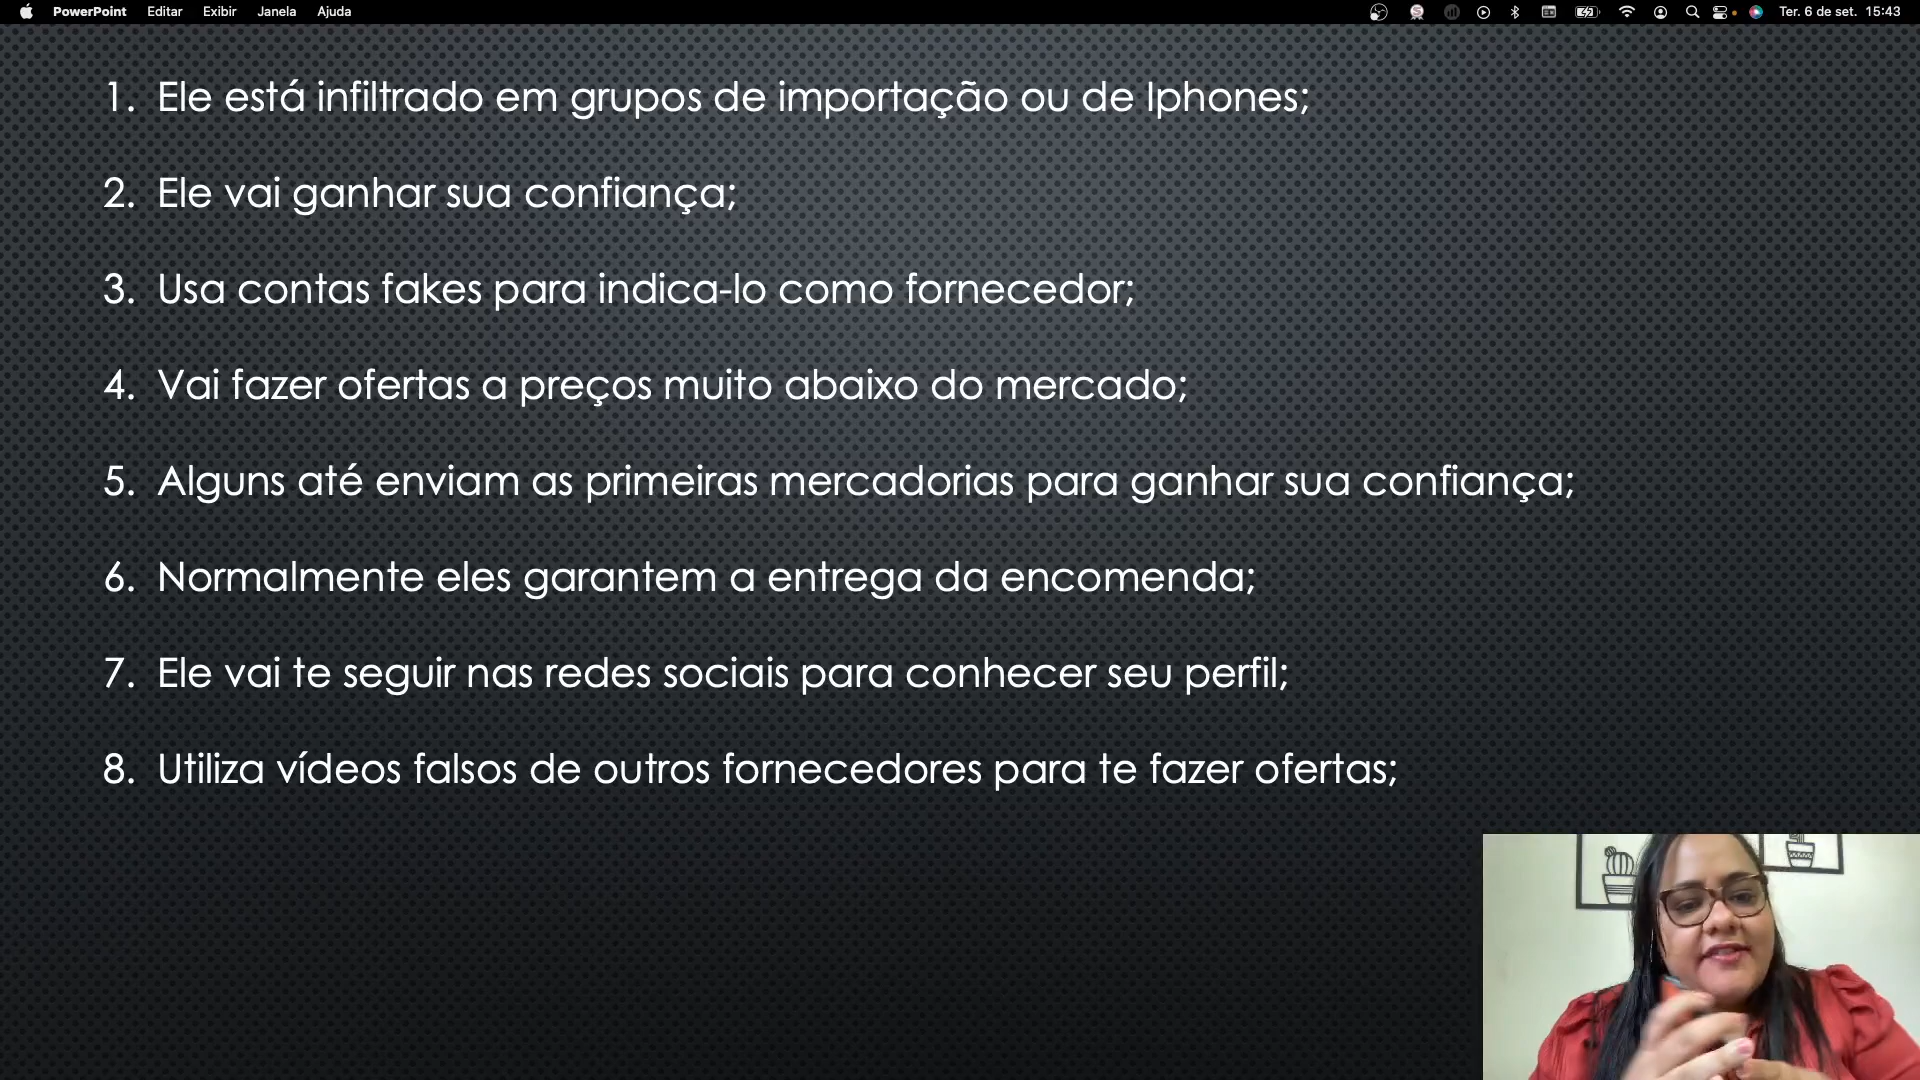 PowerPoint Editar Exibir Janela Ajuda Ter. 6 de set. 15:43
1. Ele está infiltrado em grupos de importação ou de Iphones;
2. Ele vai ganhar sua confiança;
3. Usa contas fakes para indica-lo como fornecedor;
4. Vai fazer ofertas a preços muito abaixo do mercado;
5. Alguns até enviam as primeiras mercadorias para ganhar sua confiança;
6. Normalmente eles garantem a entrega da encomenda;
7. Ele vai te seguir nas redes sociais para conhecer seu perfil;
8. Utiliza vídeos falsos de outros fornecedores para te fazer ofertas;